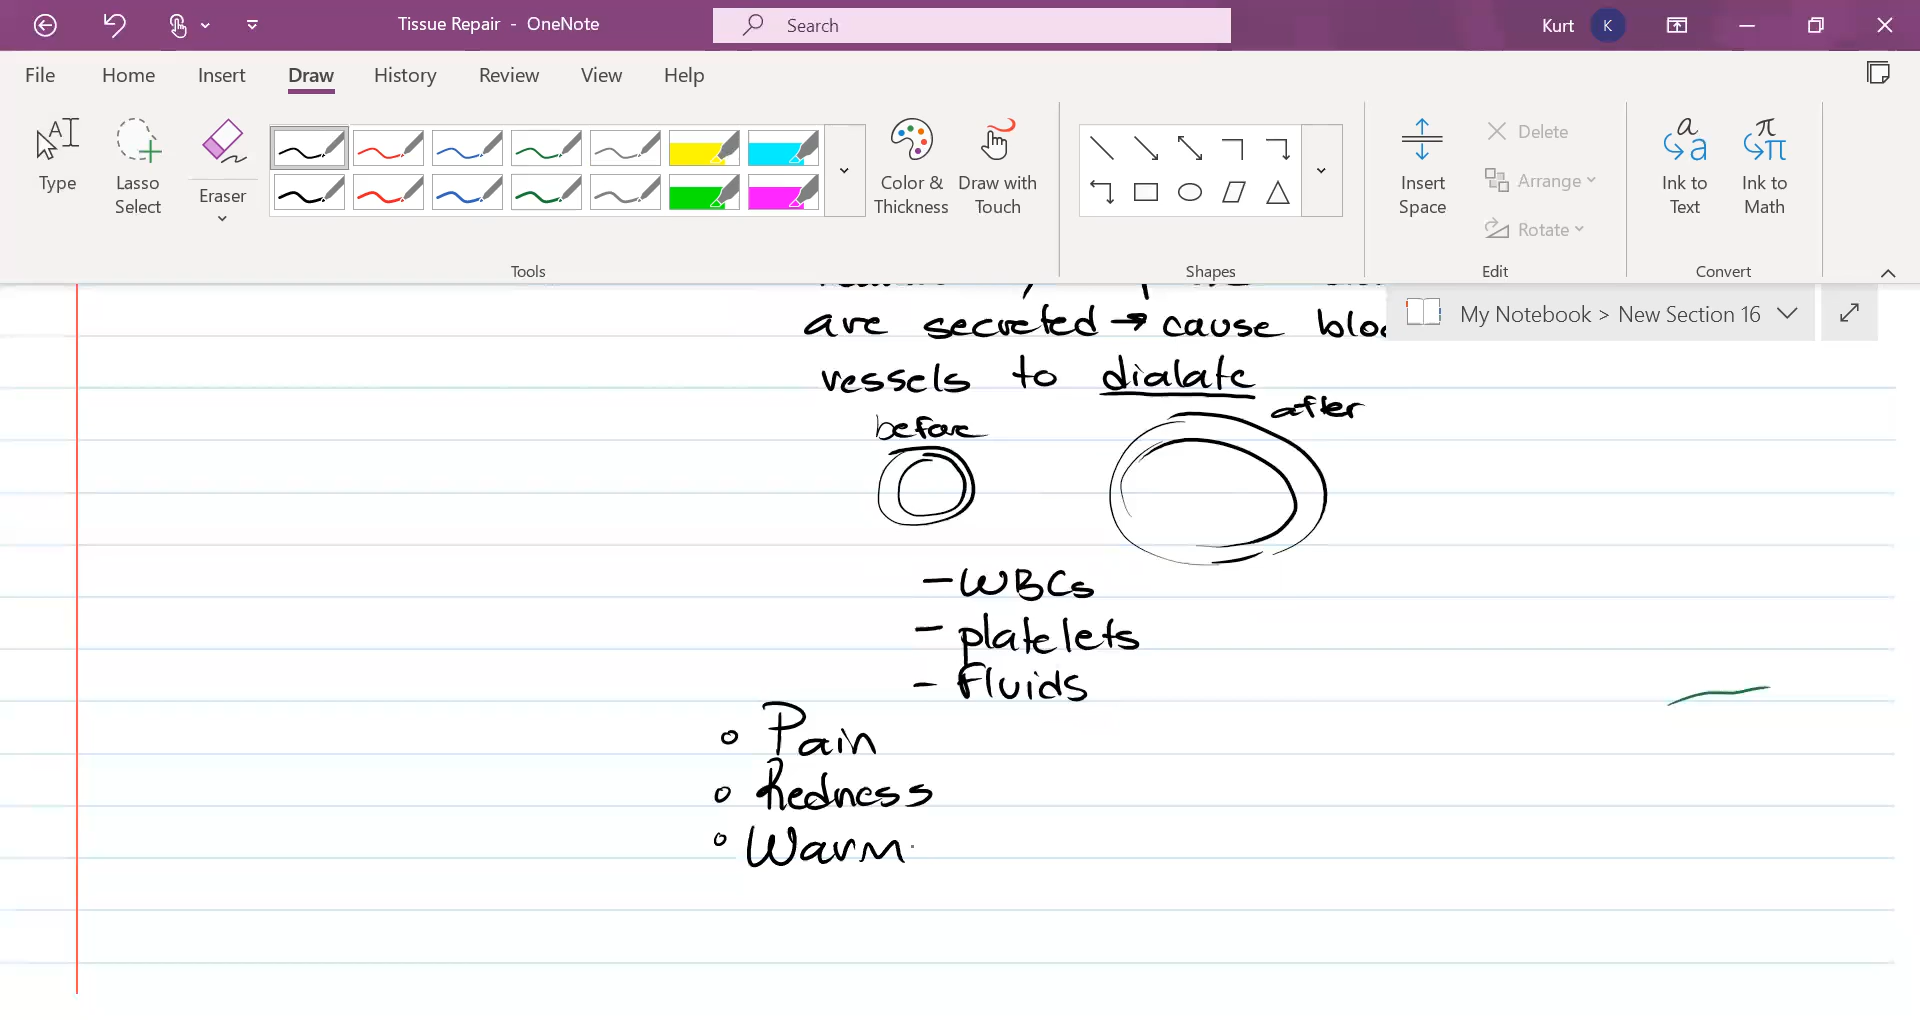 Tissue Repair - OneNote
Search
Kurt
K
File Home Insert Draw History Review View Help
Type
Lasso Select
Eraser
Color & Thickness
Draw with Touch
Insert Space
Delete
Arrange
Rotate
Ink to Text
Ink to Math
Tools
Shapes
Edit
Convert
My Notebook > New Section 16
are secreted → cause bloo
vessels to dialate
before
after
- WBCs
- platelets
- fluids
Pain
Redness
Warm